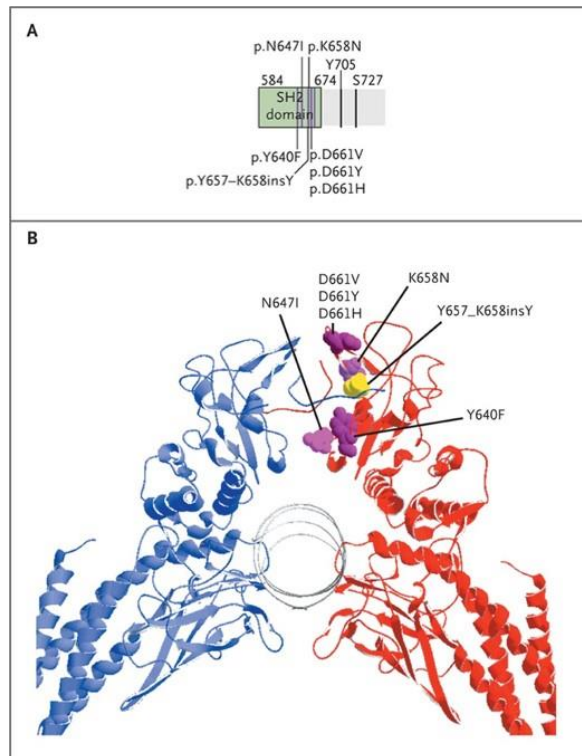 A
p.N647I
p.K658N
Y705
584
674
S727
SH2
domain
p.Y640F
p.D661V
p.Y657–K658insY
p.D661Y
p.D661H
B
D661V
D661Y
D661H
K658N
N647I
Y657_K658insY
Y640F